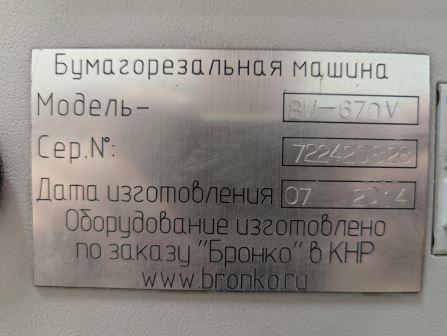 Бумагорезальная машина
Модель- BW-670V
Сер.№: 722420828
Дата изготовления 07 2014
Оборудование изготовлено
по заказу "Бронко" в КНР
www.bronko.ru